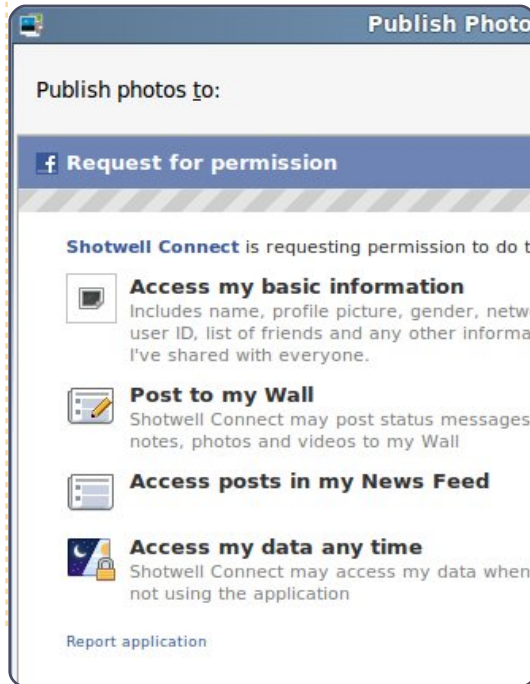 Publish Photo
Publish photos to:
f Request for permission
Shotwell Connect is requesting permission to do t
Access my basic information
Includes name, profile picture, gender, netw
user ID, list of friends and any other informa
I've shared with everyone.
Post to my Wall
Shotwell Connect may post status messages
notes, photos and videos to my Wall
Access posts in my News Feed
Access my data any time
Shotwell Connect may access my data when
not using the application
Report application